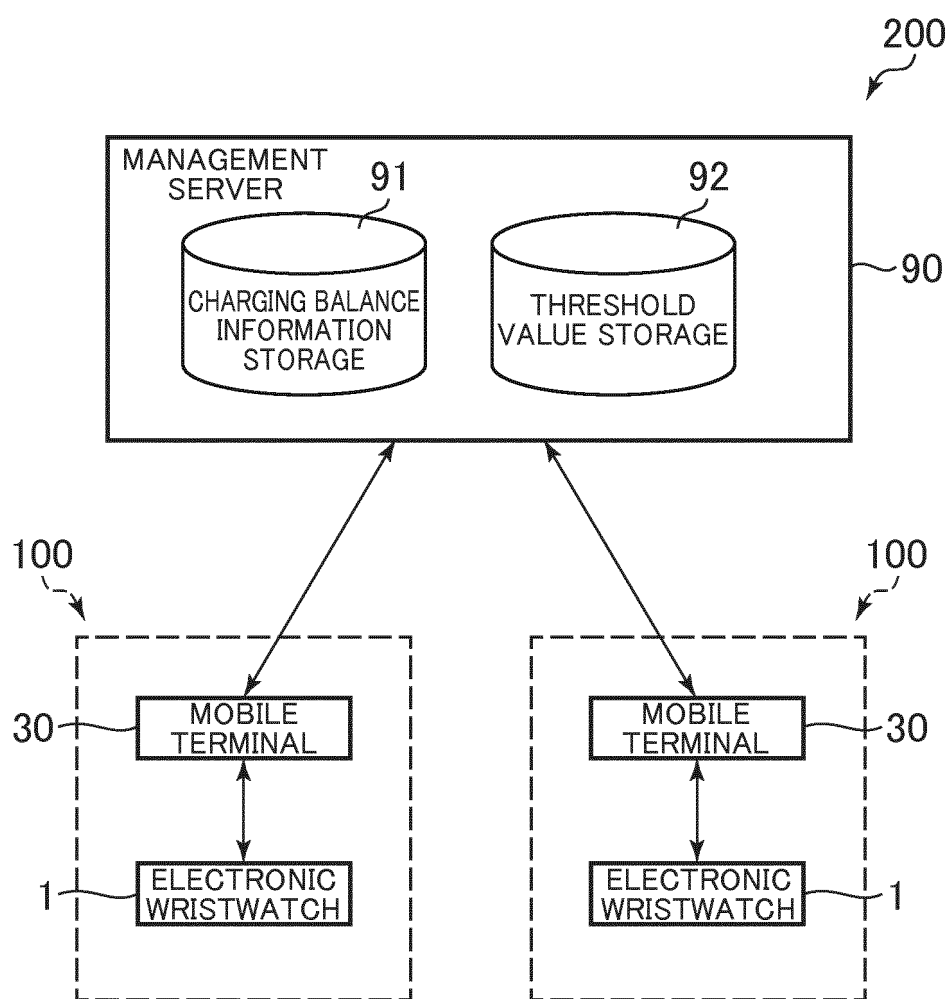 200
MANAGEMENT
SERVER
91
92
90
CHARGING BALANCE
INFORMATION
STORAGE
THRESHOLD
VALUE STORAGE
100
100
30
MOBILE
TERMINAL
MOBILE
TERMINAL
30
1
ELECTRONIC
WRISTWATCH
ELECTRONIC
WRISTWATCH
1